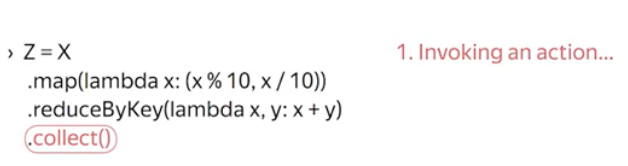 › Z = X
1. Invoking an action...
.map(lambda x: (x % 10, x / 10))
.reduceByKey(lambda x, y: x + y)
.collect()